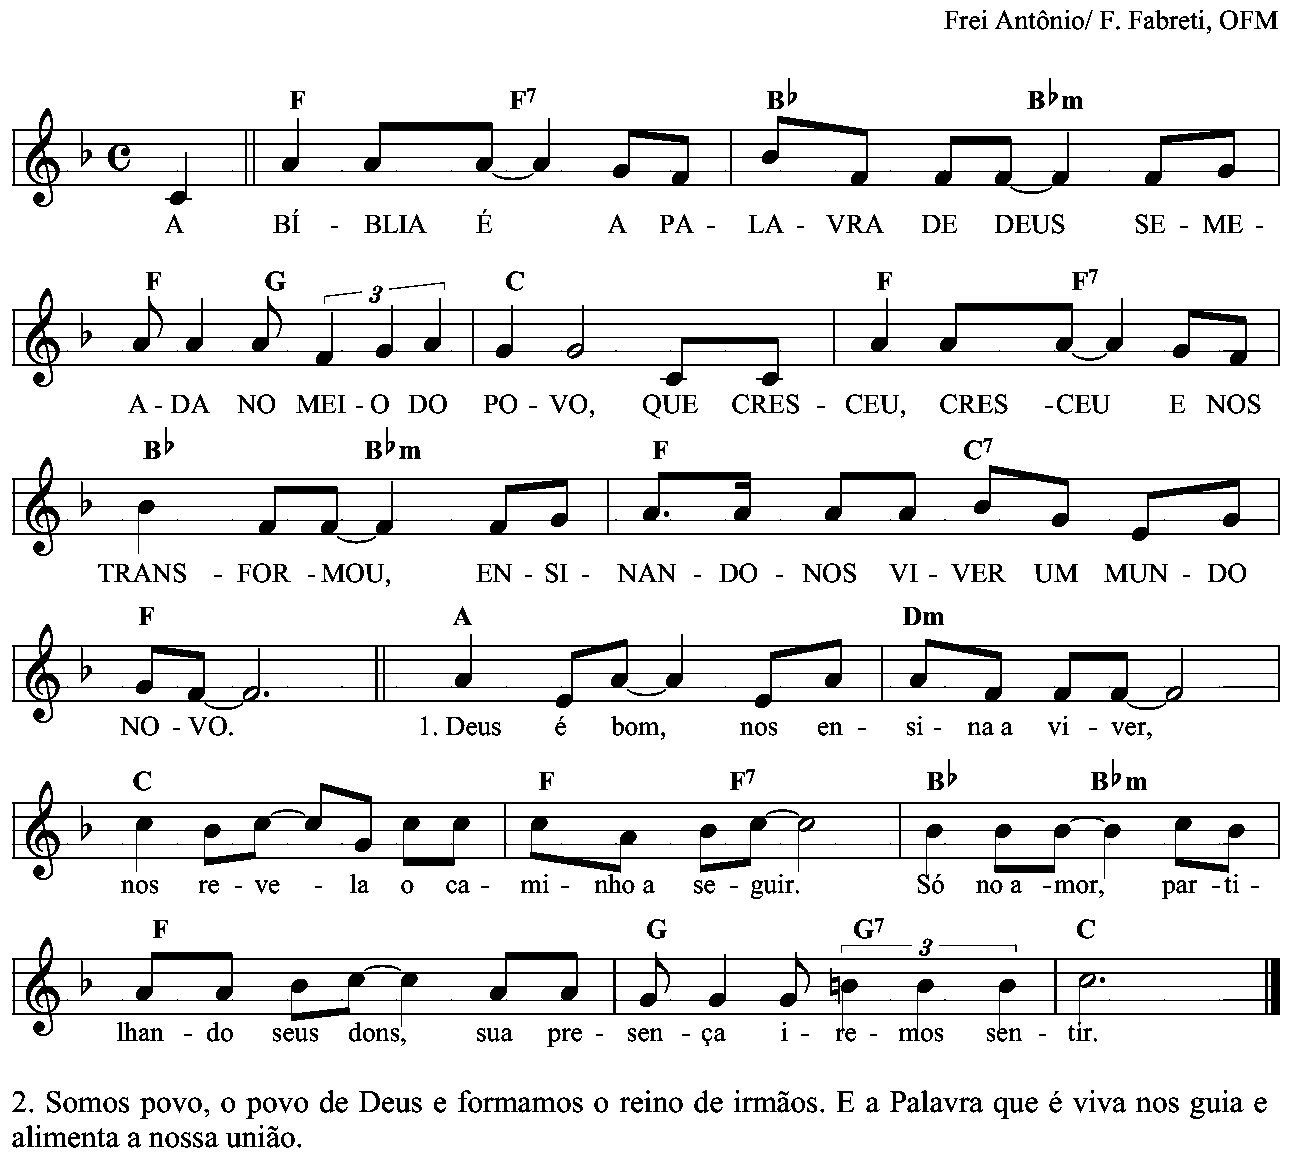 Frei Antônio/ F. Fabreti, OFM
F F7 B♭ B♭m
A BÍ - BLIA É A PA - LA - VRA DE DEUS SE - ME -
F G 3 C F F7
A - DA NO MEI - O DO PO - VO, QUE CRES - CEU, CRES - CEU E NOS
B♭ B♭m F C7
TRANS - FOR - MOU, EN - SI - NAN - DO - NOS VI - VER UM MUN - DO
F A Dm
NO - VO. 1. Deus é bom, nos en - si - na a vi - ver,
C F F7 B♭ B♭m
nos re - ve - la o ca - mi - nho a se - guir. Só no a - mor, par - ti -
F G G7 3 C
lhan - do seus dons, sua pre - sen - ça i - re - mos sen - tir.
2. Somos povo, o povo de Deus e formamos o reino de irmãos. E a Palavra que é viva nos guia e
alimenta a nossa união.